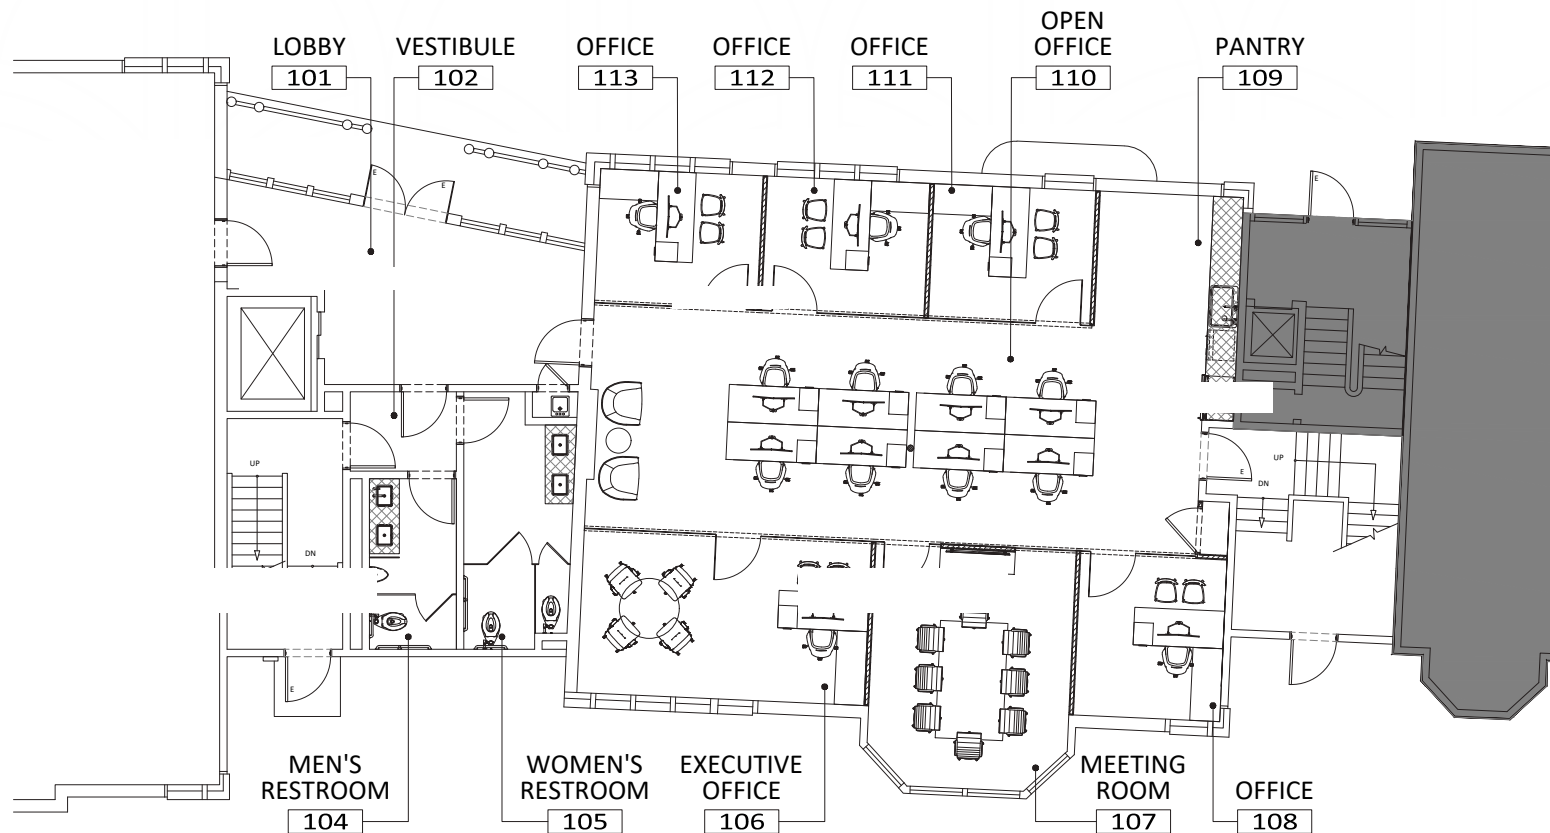 LOBBY
101
VESTIBULE
102
OFFICE
113
OFFICE
112
OFFICE
111
OPEN
OFFICE
110
PANTRY
109
E
E
E
UP
DN
UP
DN
E
E
MEN'S
RESTROOM
104
WOMEN'S
RESTROOM
105
EXECUTIVE
OFFICE
106
MEETING
ROOM
107
OFFICE
108